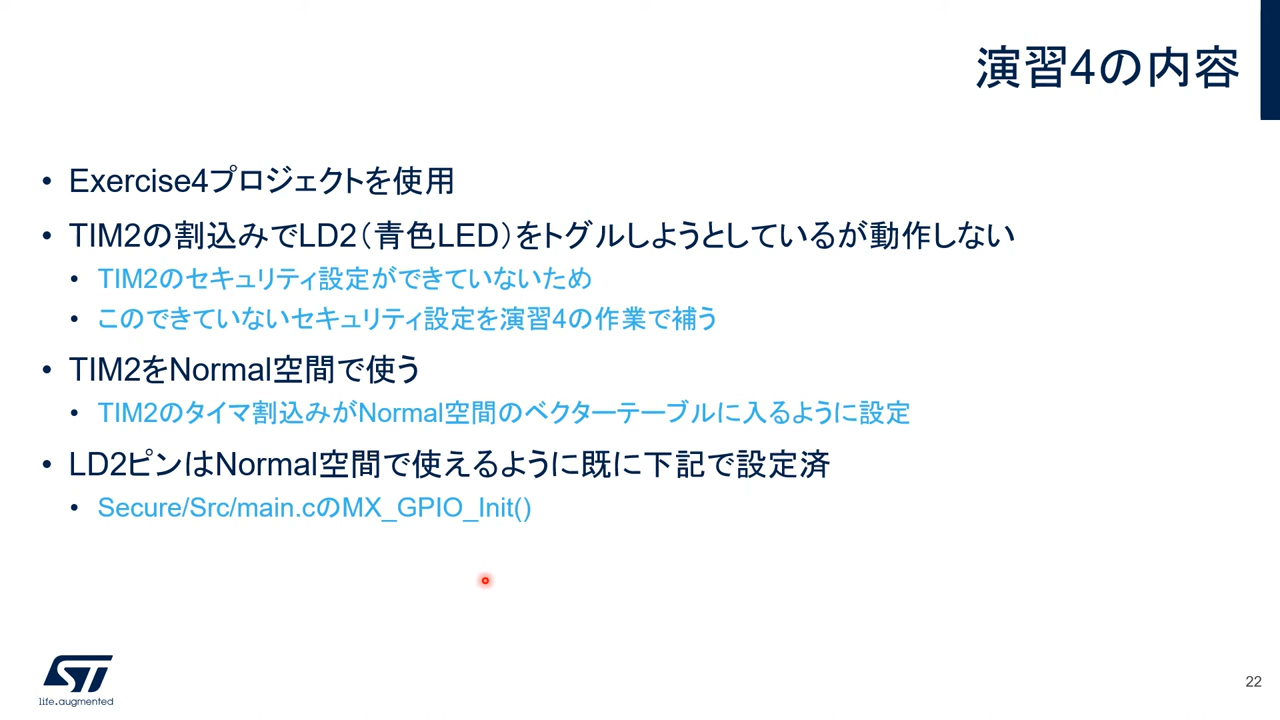 演習4の内容
• Exercise4プロジェクトを使用
• TIM2の割込みでLD2（青色LED）をトグルしようとしているが動作しない
• TIM2のセキュリティ設定ができていないため
• このできていないセキュリティ設定を演習4の作業で補う
• TIM2をNormal空間で使う
• TIM2のタイマ割込みがNormal空間のベクターテーブルに入るように設定
• LD2ピンはNormal空間で使えるように既に下記で設定済
• Secure/Src/main.cのMX_GPIO_Init()
ST
life.augmented
22